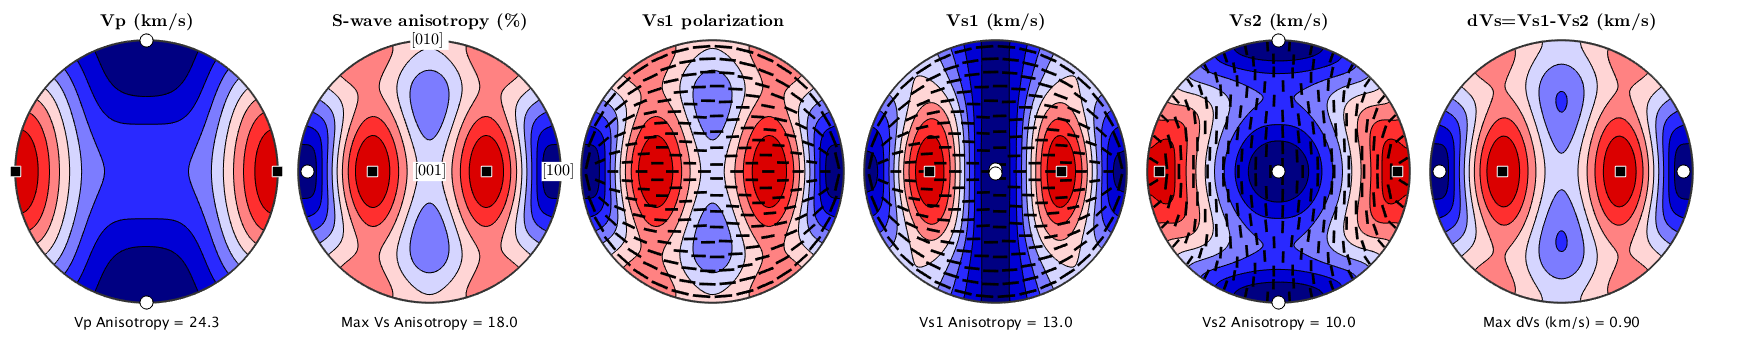 Vp (km/s)
S-wave anisotropy (%)
Vs1 polarization
Vs1 (km/s)
Vs2 (km/s)
dVs=Vs1-Vs2 (km/s)
[010]
[001]
[100]
Vp Anisotropy = 24.3
Max Vs Anisotropy = 18.0
Vs1 Anisotropy = 13.0
Vs2 Anisotropy = 10.0
Max dVs (km/s) = 0.90